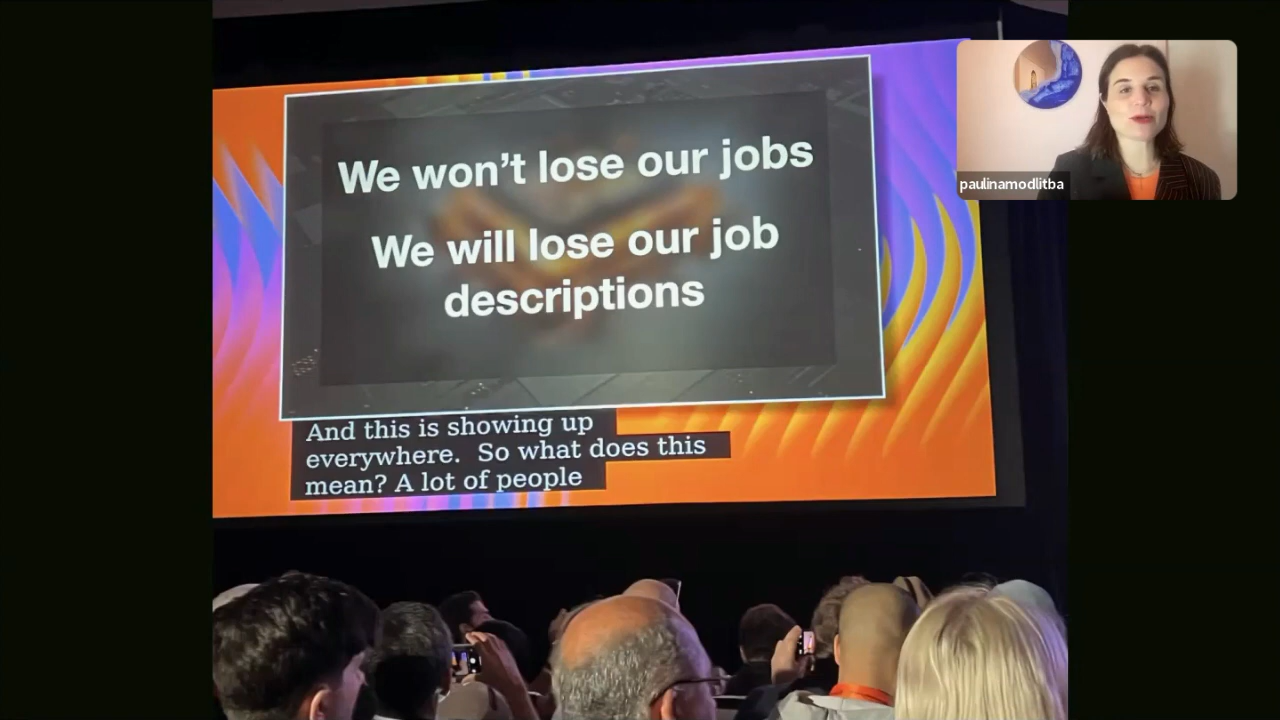 We won't lose our jobs
We will lose our job
descriptions
And this is showing up
everywhere.  So what does this
mean? A lot of people
paulinamodlitba